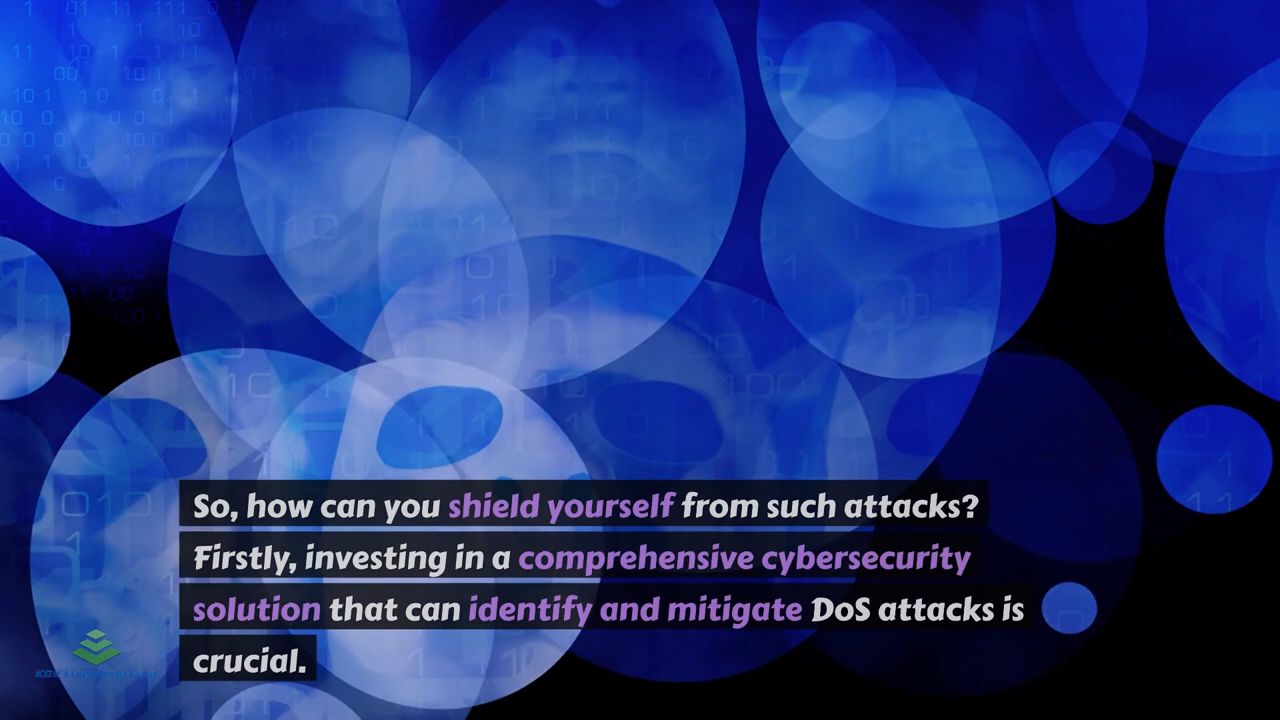 So, how can you shield yourself from such attacks?
Firstly, investing in a comprehensive cybersecurity
solution that can identify and mitigate DoS attacks is
crucial.